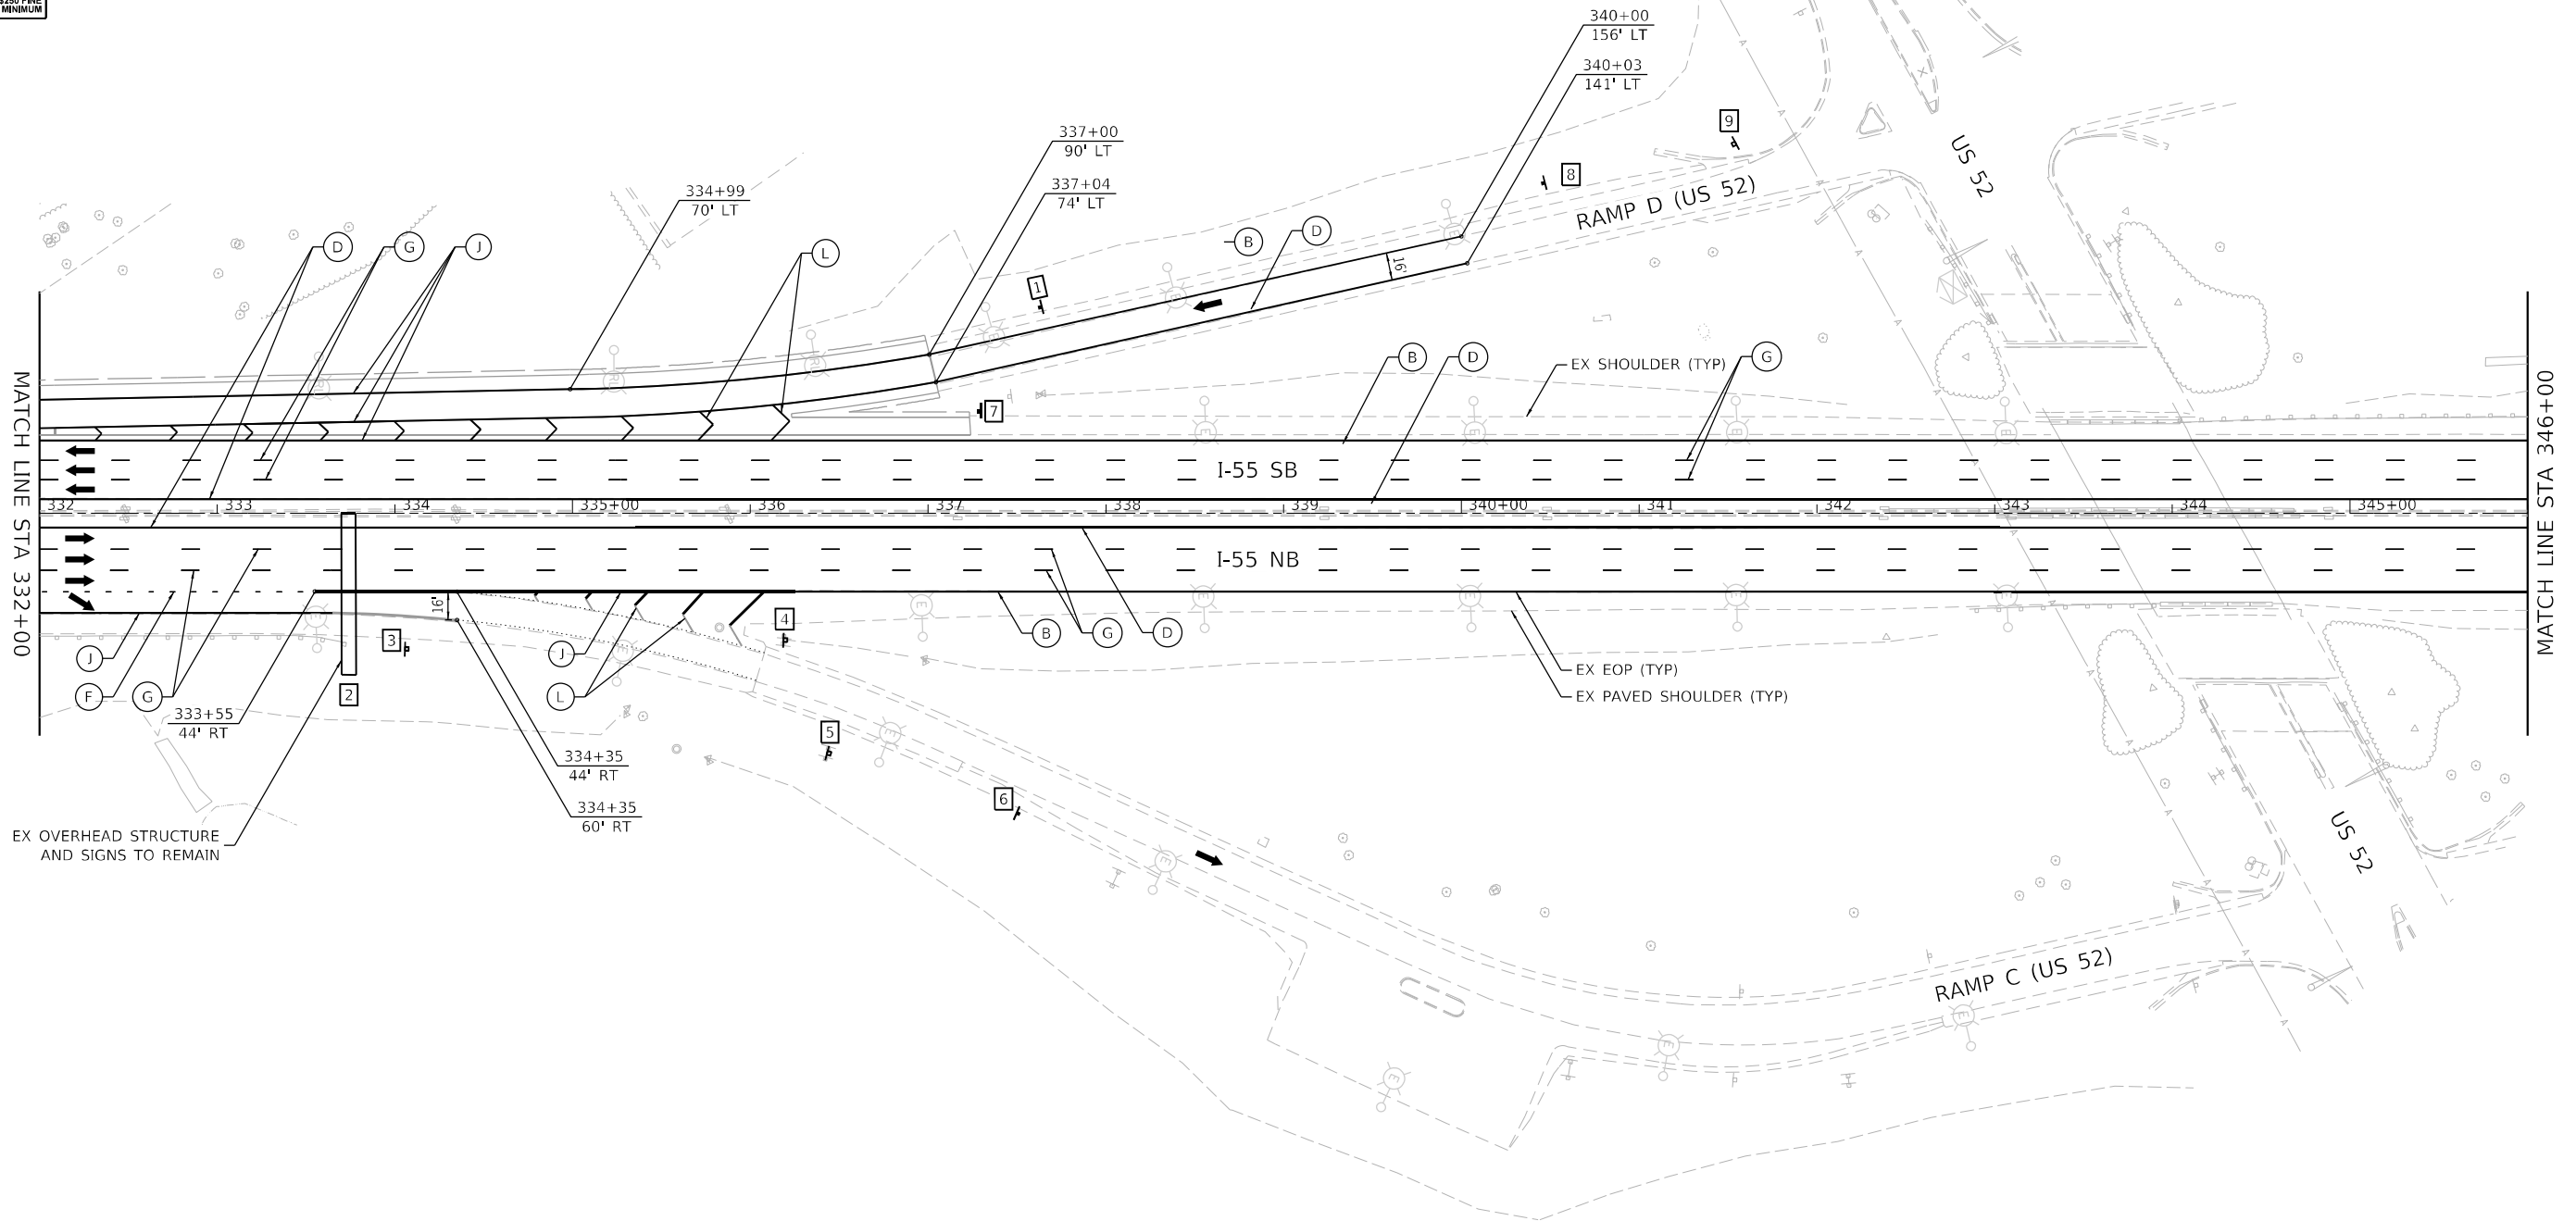 $250 FINE
MINIMUM
340+00
156' LT
340+03
141' LT
337+00
90' LT
337+04
74' LT
334+99
70' LT
9
8
US 52
RAMP D (US 52)
D
G
J
L
B
D
1
16'
B
D
G
EX SHOULDER (TYP)
7
MATCH LINE STA 332+00
MATCH LINE STA 346+00
I-55 SB
332
333
334
335+00
336
337
338
339
340+00
341
342
343
344
345+00
I-55 NB
16'
3
4
J
F
G
2
J
L
B
G
D
EX EOP (TYP)
EX PAVED SHOULDER (TYP)
333+55
44' RT
5
334+35
44' RT
6
334+35
60' RT
EX OVERHEAD STRUCTURE
AND SIGNS TO REMAIN
US 52
RAMP C (US 52)